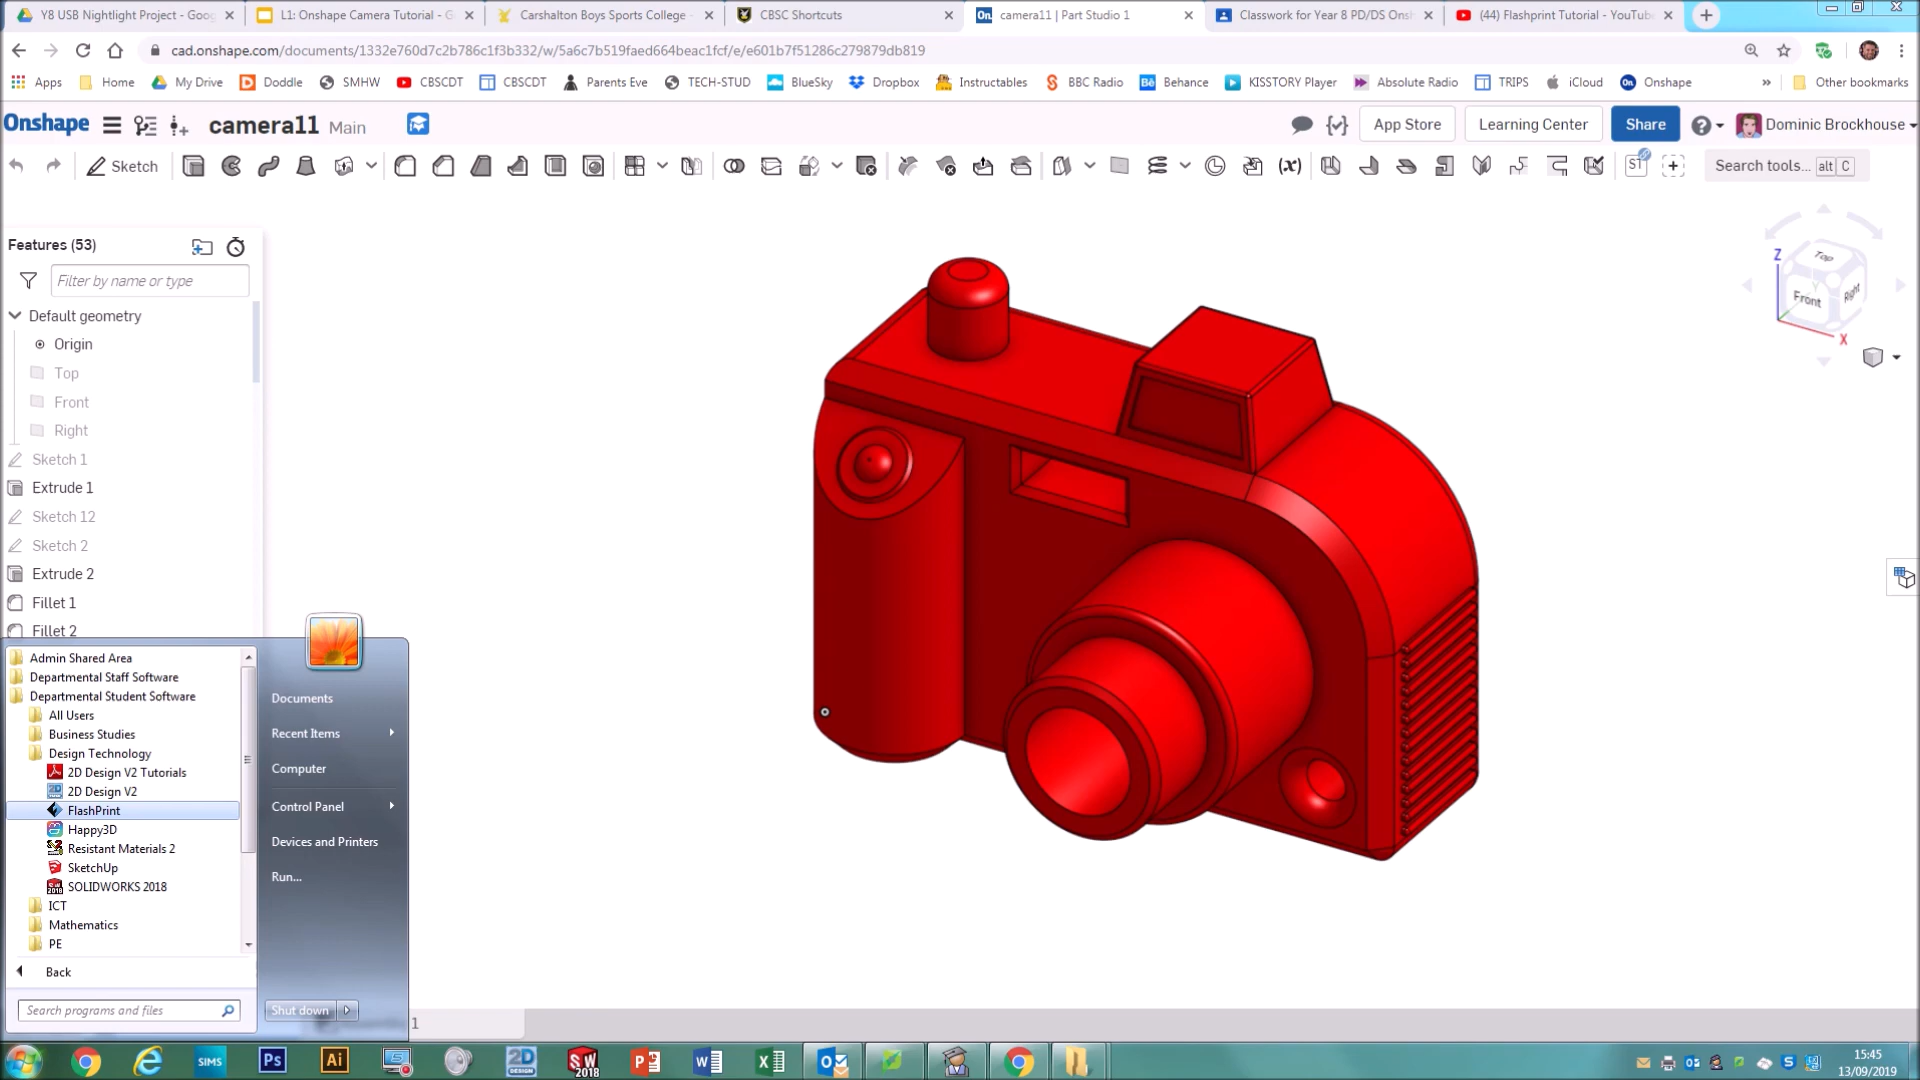 Y8 USB Nightlight Project - Goog
L1: Onshape Camera Tutorial - G
Carshalton Boys Sports College -
CBSC Shortcuts
camera11 | Part Studio 1
Classwork for Year 8 PD/DS Onsh
(44) Flashprint Tutorial - YouTube
cad.onshape.com/documents/1332e760d7c2b786c1f3b332/w/5a6c7b519faed664beac1fcf/e/e601b7f51286c279879db819
Apps
Home
My Drive
Doddle
SMHW
CBSCDT
CBSCDT
Parents Eve
TECH-STUD
BlueSky
Dropbox
Instructables
BBC Radio
Behance
KISSTORY Player
Absolute Radio
TRIPS
iCloud
Onshape
Other bookmarks
Onshape
camera11 Main
App Store
Learning Center
Share
Dominic Brockhouse
Sketch
Search tools... alt C
Features (53)
Filter by name or type
Default geometry
Origin
Top
Front
Right
Sketch 1
Extrude 1
Sketch 12
Sketch 2
Extrude 2
Fillet 1
Fillet 2
Z
Top
Front
Right
X
Admin Shared Area
Departmental Staff Software
Departmental Student Software
All Users
Business Studies
Design Technology
2D Design V2 Tutorials
2D Design V2
FlashPrint
Happy3D
Resistant Materials 2
SketchUp
SOLIDWORKS 2018
ICT
Mathematics
PE
Back
Search programs and files
Documents
Recent Items
Computer
Control Panel
Devices and Printers
Run...
Shut down
1
SIMS
Ps
Ai
2D
DESIGN
SW
2018
15:45
13/09/2019